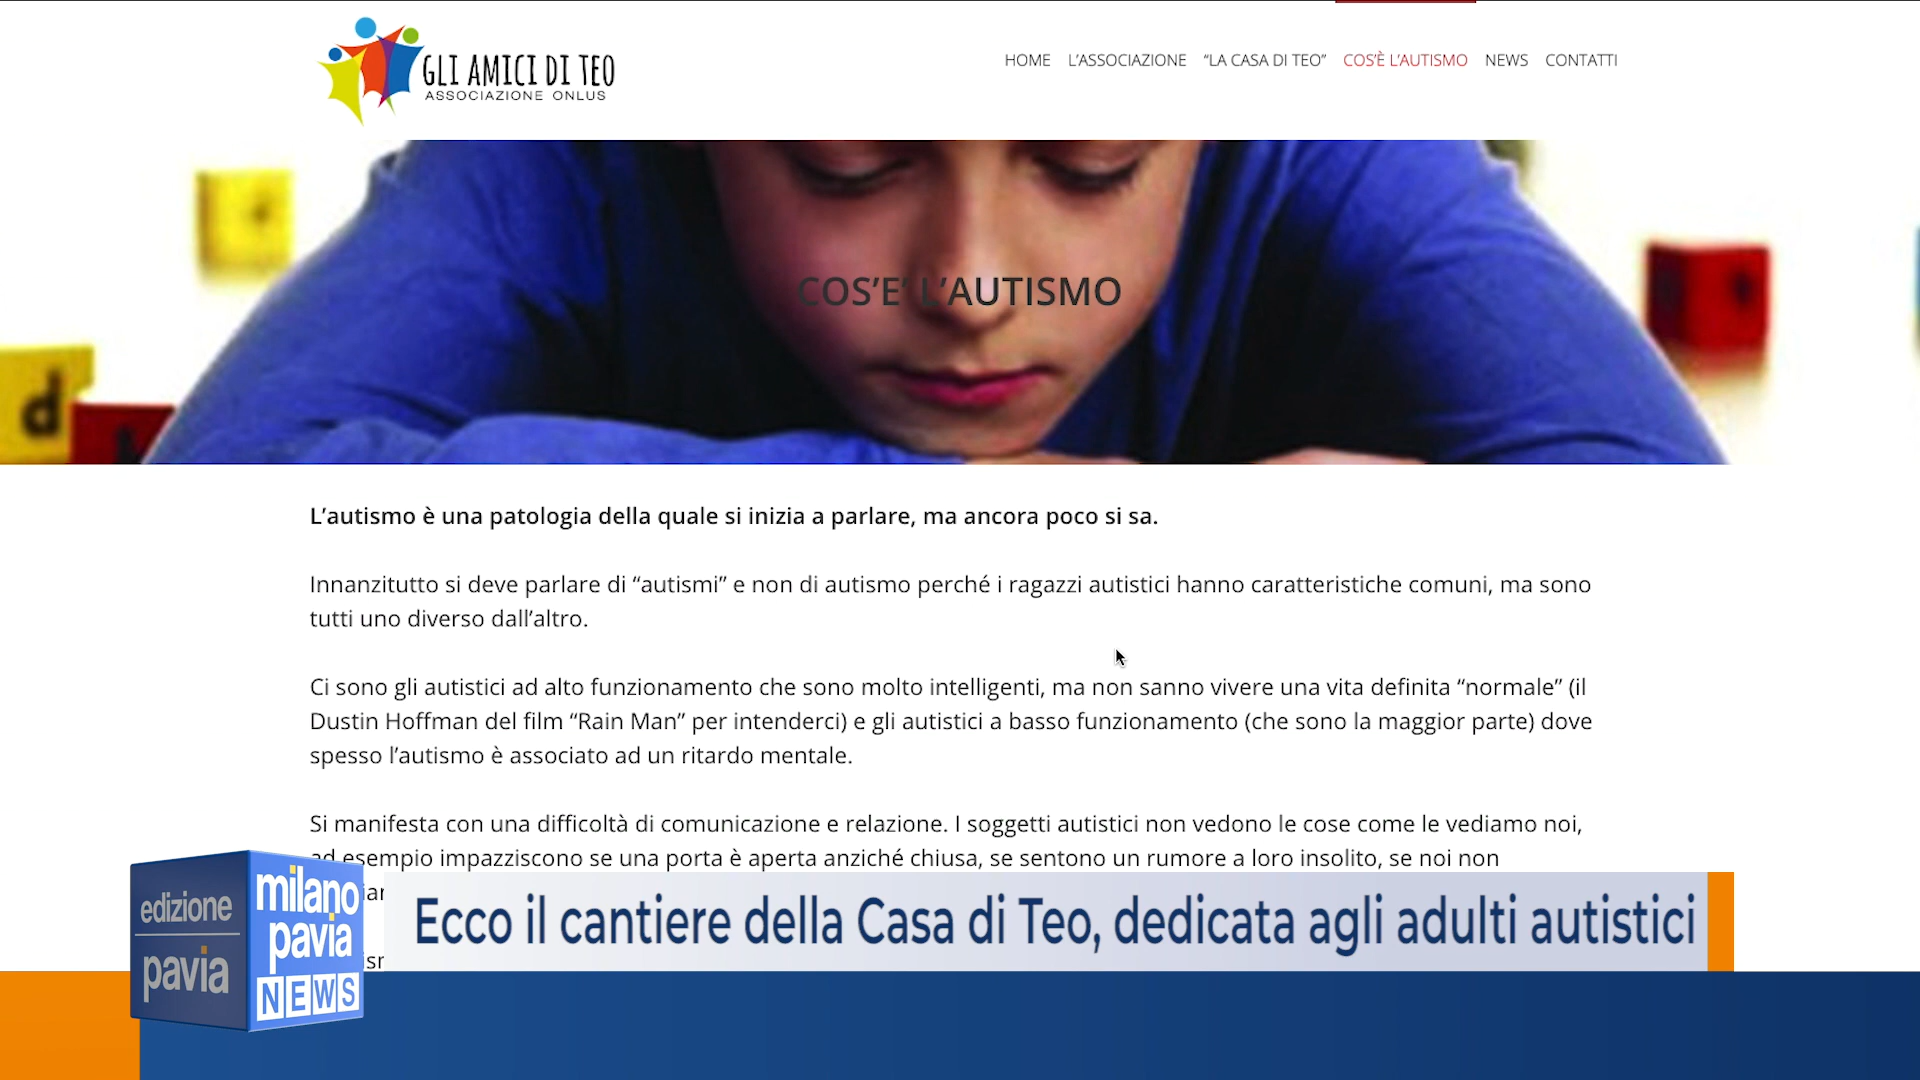 GLI AMICI DI TEO
ASSOCIAZIONE ONLUS
HOME L'ASSOCIAZIONE “LA CASA DI TEO” COS'È L'AUTISMO NEWS CONTATTI
d
COS'E' L'AUTISMO
L'autismo è una patologia della quale si inizia a parlare, ma ancora poco si sa.
Innanzitutto si deve parlare di “autismi” e non di autismo perché i ragazzi autistici hanno caratteristiche comuni, ma sono
tutti uno diverso dall'altro.
Ci sono gli autistici ad alto funzionamento che sono molto intelligenti, ma non sanno vivere una vita definita “normale” (il
Dustin Hoffman del film “Rain Man” per intenderci) e gli autistici a basso funzionamento (che sono la maggior parte) dove
spesso l'autismo è associato ad un ritardo mentale.
Si manifesta con una difficoltà di comunicazione e relazione. I soggetti autistici non vedono le cose come le vediamo noi,
ad esempio impazziscono se una porta è aperta anziché chiusa, se sentono un rumore a loro insolito, se noi non
edizione
pavia
milano
pavia
NEWS
Ecco il cantiere della Casa di Teo, dedicata agli adulti autistici